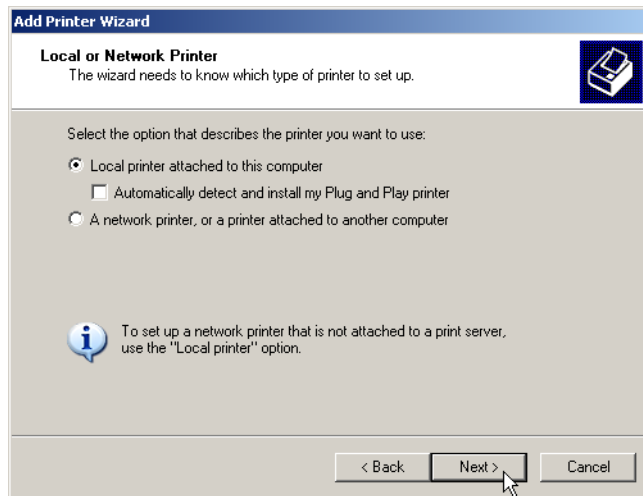 Add Printer Wizard
Local or Network Printer
The wizard needs to know which type of printer to set up.
Select the option that describes the printer you want to use:
Local printer attached to this computer
Automatically detect and install my Plug and Play printer
A network printer, or a printer attached to another computer
To set up a network printer that is not attached to a print server,
use the "Local printer" option.
< Back
Next >
Cancel